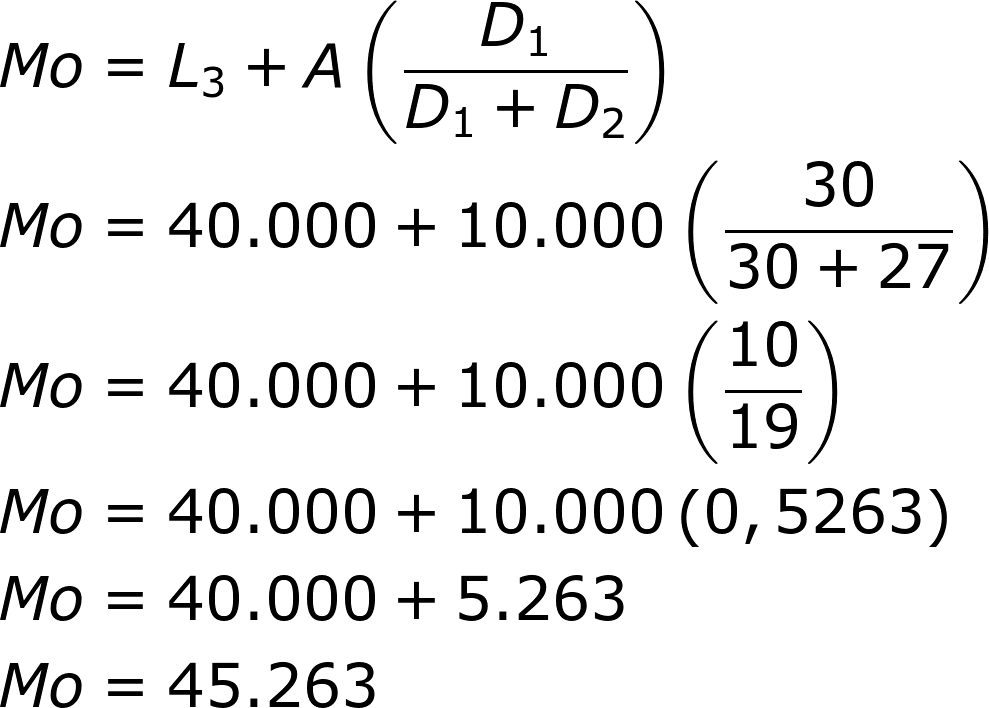 Mo = L₃ + A (D₁ / (D₁ + D₂))
Mo = 40.000 + 10.000 (30 / (30 + 27))
Mo = 40.000 + 10.000 (10 / 19)
Mo = 40.000 + 10.000 (0, 5263)
Mo = 40.000 + 5.263
Mo = 45.263